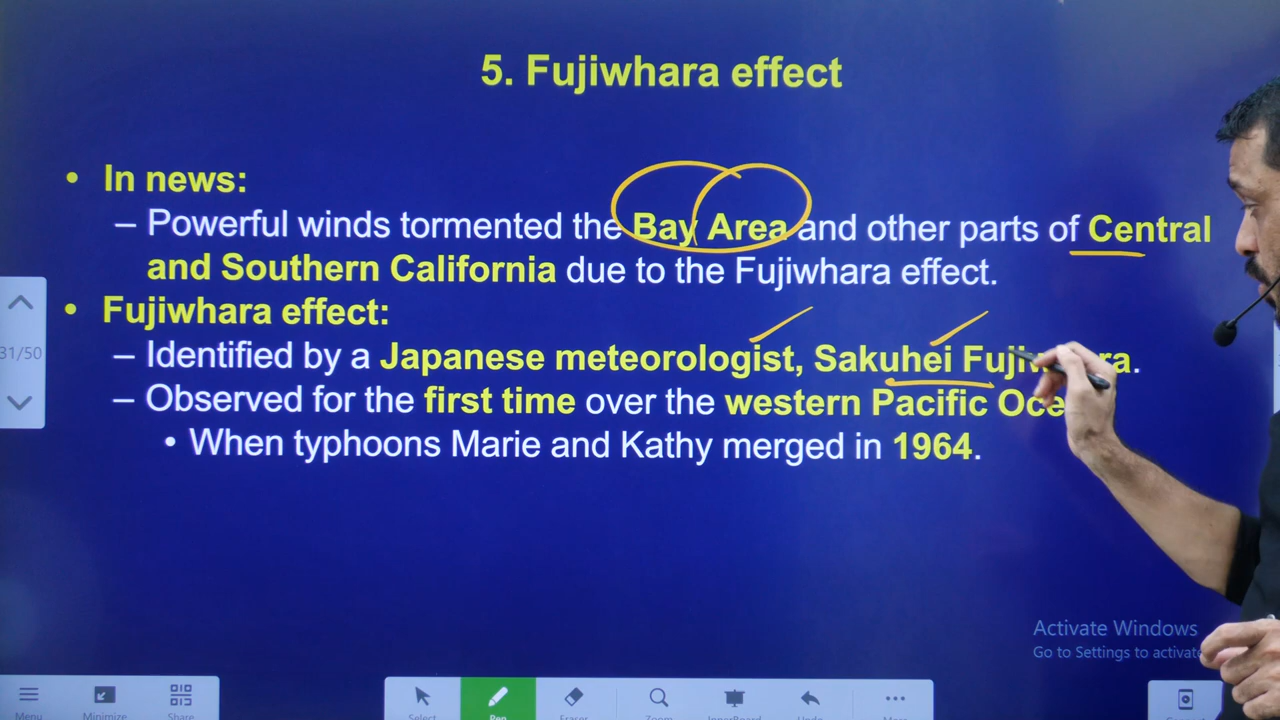 5. Fujiwhara effect
• In news:
– Powerful winds tormented the Bay Area and other parts of Central
and Southern California due to the Fujiwhara effect.
• Fujiwhara effect:
– Identified by a Japanese meteorologist, Sakuhei
– Observed for the first time over the western Pacific
• When typhoons Marie and Kathy merged in 1964.
31/50
Activate Windows
Go to Settings to activate
Menu
Minimize
Share
Select
Pen
Eraser
Zoom
Undo